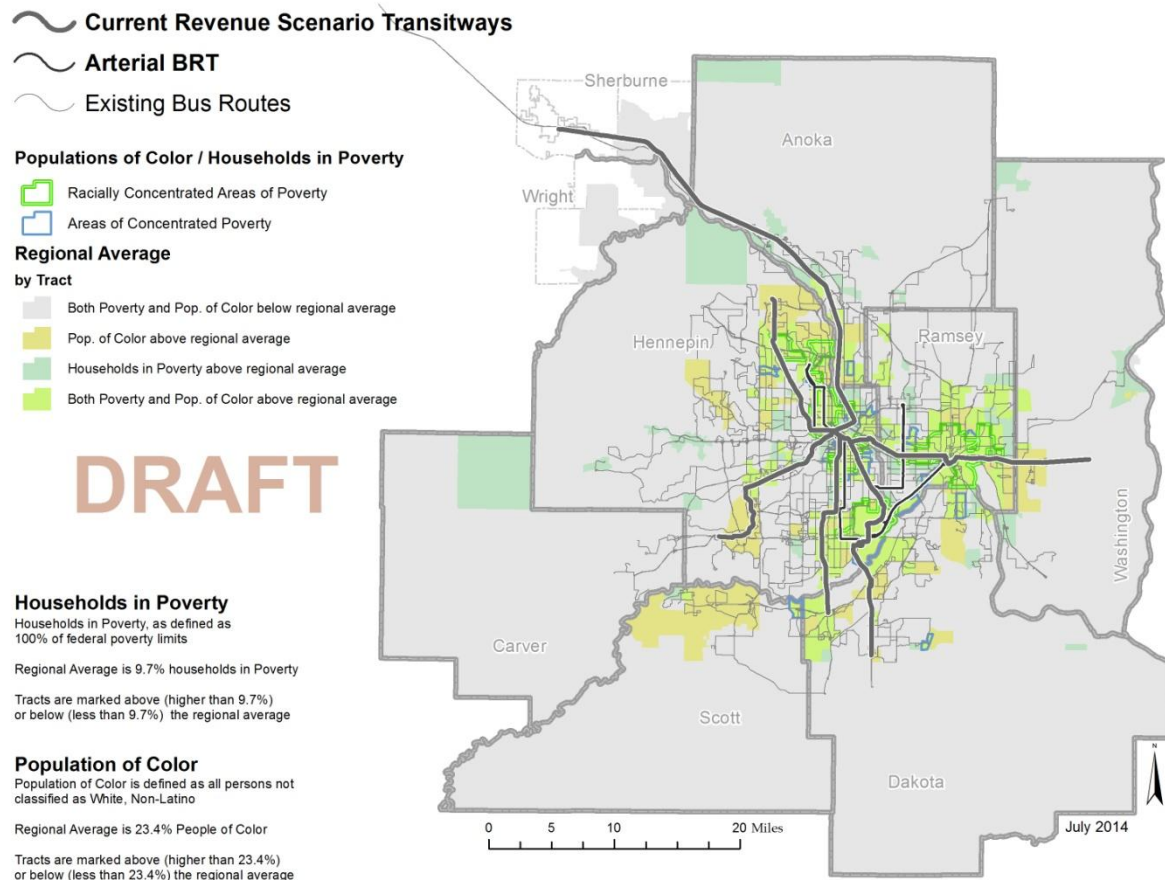 Current Revenue Scenario Transitways
Arterial BRT
Existing Bus Routes
Populations of Color / Households in Poverty
Racially Concentrated Areas of Poverty
Areas of Concentrated Poverty
Regional Average
by Tract
Both Poverty and Pop. of Color below regional average
Pop. of Color above regional average
Households in Poverty above regional average
Both Poverty and Pop. of Color above regional average
DRAFT
Households in Poverty
Households in Poverty, as defined as
100% of federal poverty limits
Regional Average is 9.7% households in Poverty
Tracts are marked above (higher than 9.7%)
or below (less than 9.7%) the regional average
Population of Color
Population of Color is defined as all persons not
classified as White, Non-Latino
Regional Average is 23.4% People of Color
Tracts are marked above (higher than 23.4%)
or below (less than 23.4%) the regional average
Sherburne
Anoka
Wright
Hennepin
Ramsey
Washington
Carver
Scott
Dakota
N
0 5 10 20 Miles
July 2014